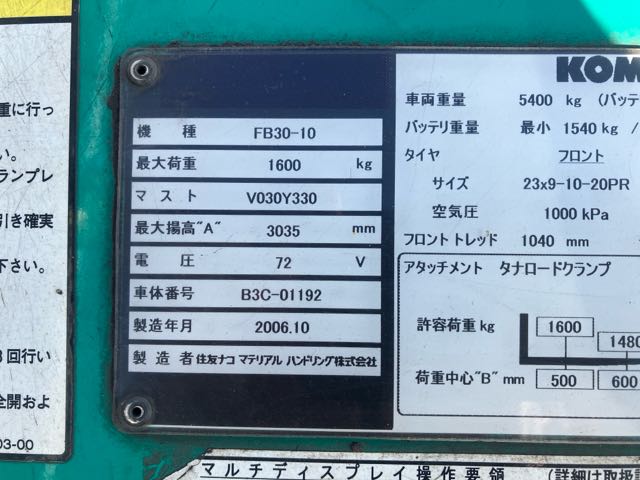 重に行っ
い。
ランプレ
引き確実
下さい。
回行い
全開およ
03-00
機 種 FB30-10
最大荷重 1600 kg
マスト V030Y330
最大揚高"A" 3035 mm
電 圧 72 V
車体番号 B3C-01192
製造年月 2006.10
製造者 住友ナコ マテリアル ハンドリング株式会社
KOM
車両重量 5400 kg (バッテ
バッテリ重量 最小 1540 kg /
タイヤ フロント
サイズ 23x9-10-20PR
空気圧 1000 kPa
フロントトレッド 1040 mm
アタッチメント タナロードクランプ
許容荷重 kg 1600 1480
荷重中心"B" mm 500 600
マルチディスプレイ操作要領 (詳細は取扱